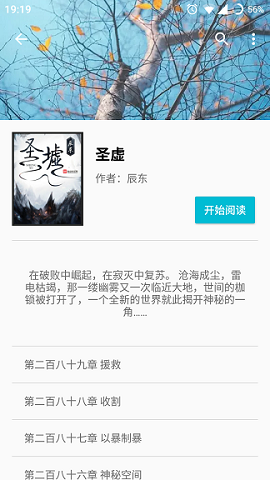 19:19
56%
圣墟
辰东
圣虚
作者：辰东
开始阅读
在破败中崛起，在寂灭中复苏。 沧海成尘，雷
电枯竭，那一缕幽雾又一次临近大地，世间的枷
锁被打开了，一个全新的世界就此揭开神秘的一
角……
第二百八十九章 援救
第二百八十八章 收割
第二百八十七章 以暴制暴
第二百八十六章 神秘空间